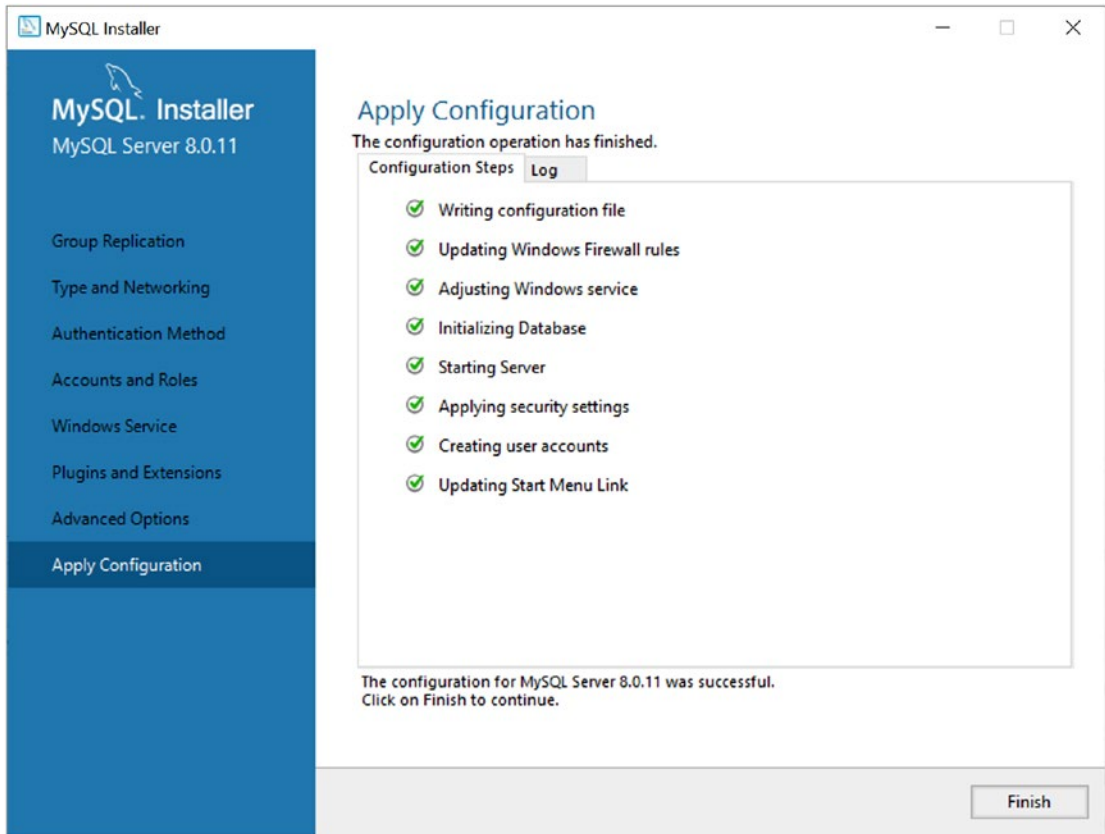 MySQL Installer
MySQL. Installer
MySQL Server 8.0.11
Group Replication
Type and Networking
Authentication Method
Accounts and Roles
Windows Service
Plugins and Extensions
Advanced Options
Apply Configuration
Apply Configuration
The configuration operation has finished.
Configuration Steps Log
Writing configuration file
Updating Windows Firewall rules
Adjusting Windows service
Initializing Database
Starting Server
Applying security settings
Creating user accounts
Updating Start Menu Link
The configuration for MySQL Server 8.0.11 was successful.
Click on Finish to continue.
Finish